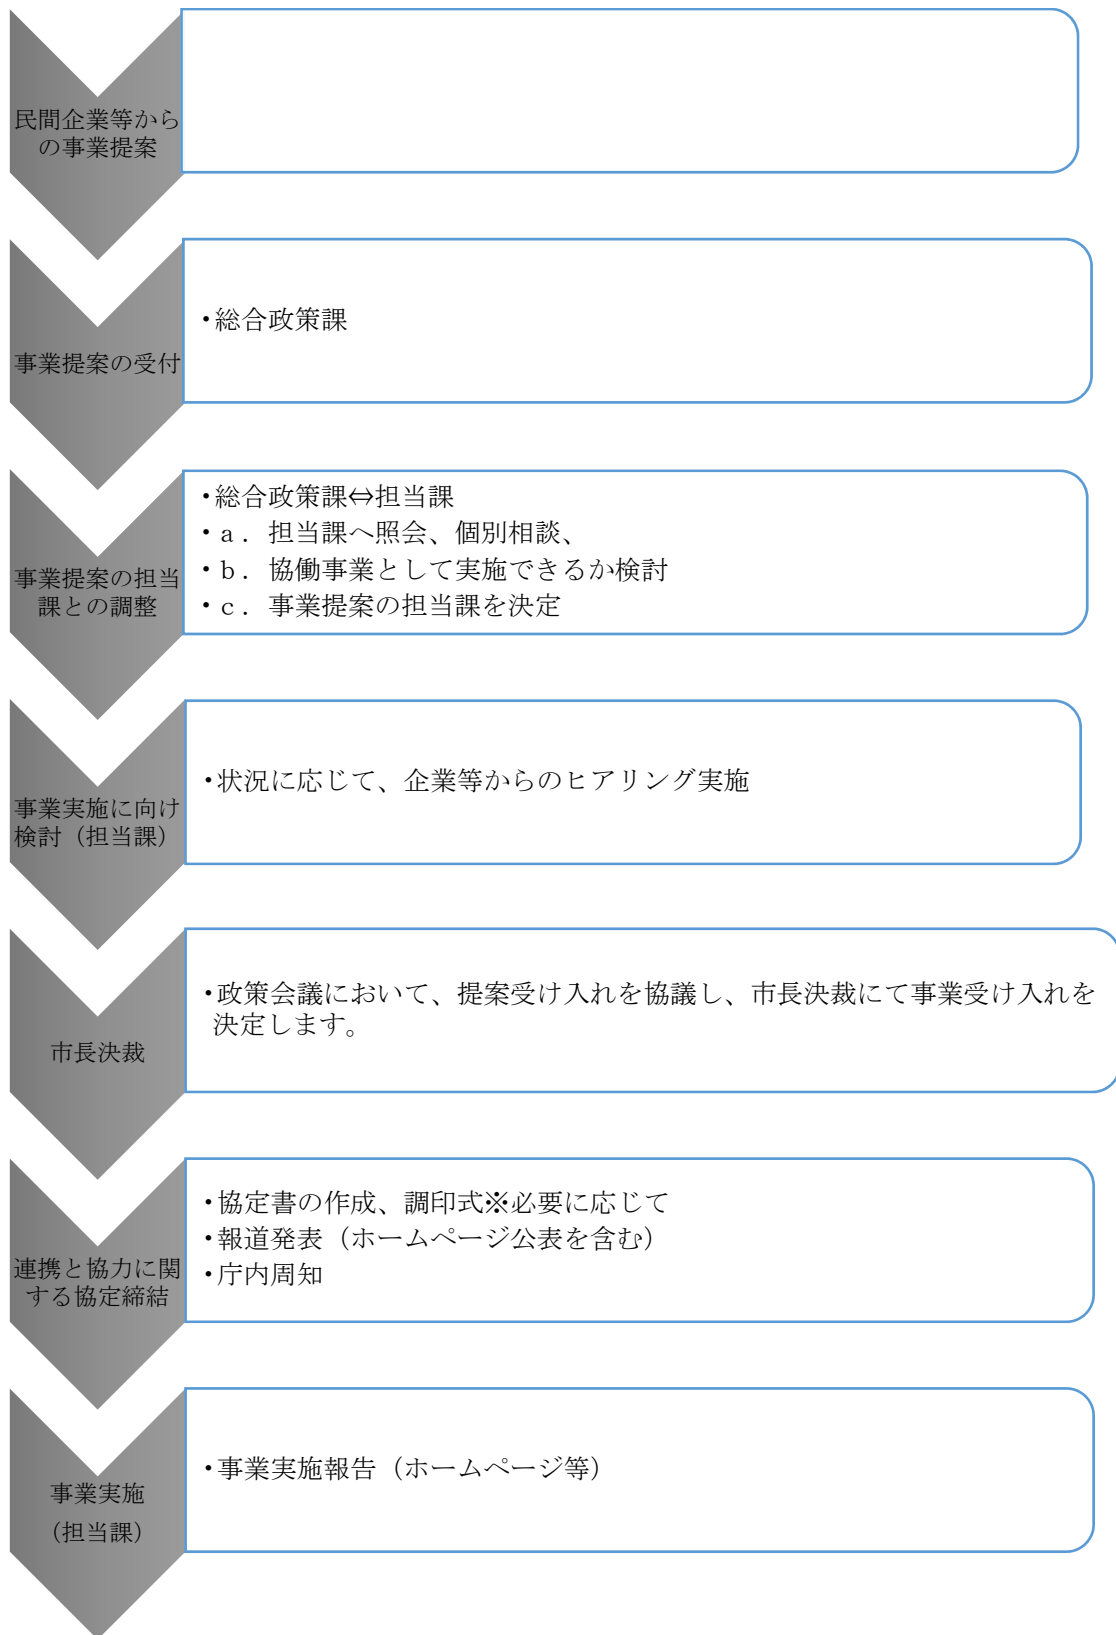 民間企業等から
の事業提案
事業提案の受付
・総合政策課
事業提案の担当
課との調整
・総合政策課⇔担当課
・ａ．担当課へ照会、個別相談、
・ｂ．協働事業として実施できるか検討
・ｃ．事業提案の担当課を決定
事業実施に向け
検討（担当課）
・状況に応じて、企業等からのヒアリング実施
市長決裁
・政策会議において、提案受け入れを協議し、市長決裁にて事業受け入れを
決定します。
連携と協力に関
する協定締結
・協定書の作成、調印式※必要に応じて
・報道発表（ホームページ公表を含む）
・庁内周知
事業実施
（担当課）
・事業実施報告（ホームページ等）